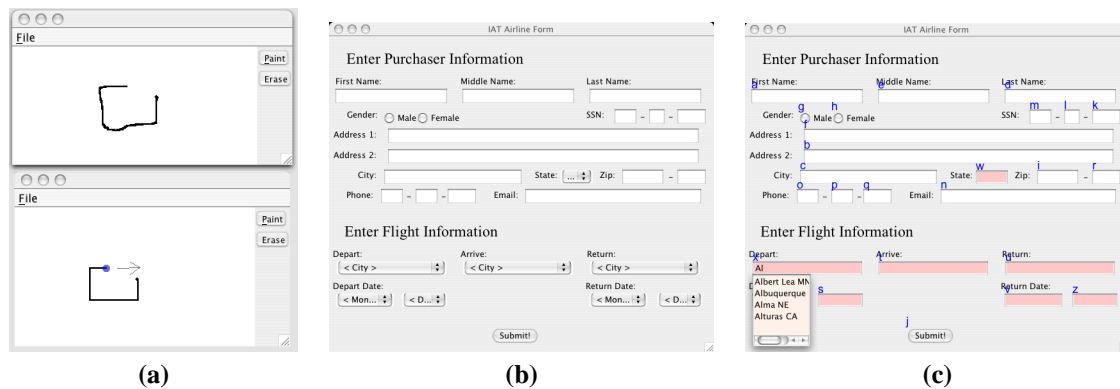 File
Paint
Erase
File
Paint
Erase
(a)
IAT Airline Form
Enter Purchaser Information
First Name: Middle Name: Last Name:
Gender: Male Female SSN: - -
Address 1:
Address 2:
City: State: ... Zip: -
Phone: - - Email:
Enter Flight Information
Depart: Arrive: Return:
< City > < City > < City >
Depart Date: Return Date:
< Mon... < D... < Mon... < D...
Submit!
(b)
IAT Airline Form
Enter Purchaser Information
First Name: Middle Name: Last Name:
a e d
g h m l k
Gender: Male Female SSN: - -
f
Address 1:
b
Address 2:
c w i r
City: State: Zip: -
o p q n
Phone: - - Email:
Enter Flight Information
Depart: Arrive: Return:
x t u
Al
Albert Lea MN
Albuquerque
Alma NE
Alturas CA
D Return Date:
s v z
j
Submit!
(c)